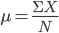 μ = ΣX / N